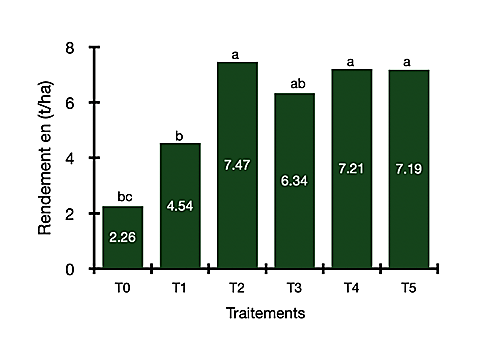 Rendement en (t/ha)
8
6
4
2
0
bc
b
a
ab
a
a
2.26
4.54
7.47
6.34
7.21
7.19
T0 T1 T2 T3 T4 T5
Traitements